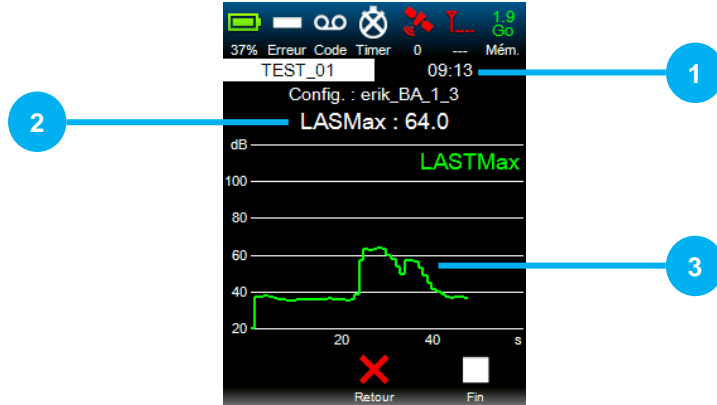 1.9
Go
37% Erreur Code Timer 0 --- Mém.
TEST_01 09:13
1
Config. : erik_BA_1_3
2
LASMax : 64.0
dB
LASTMax
100
80
60
3
40
20
20 40 s
Retour Fin